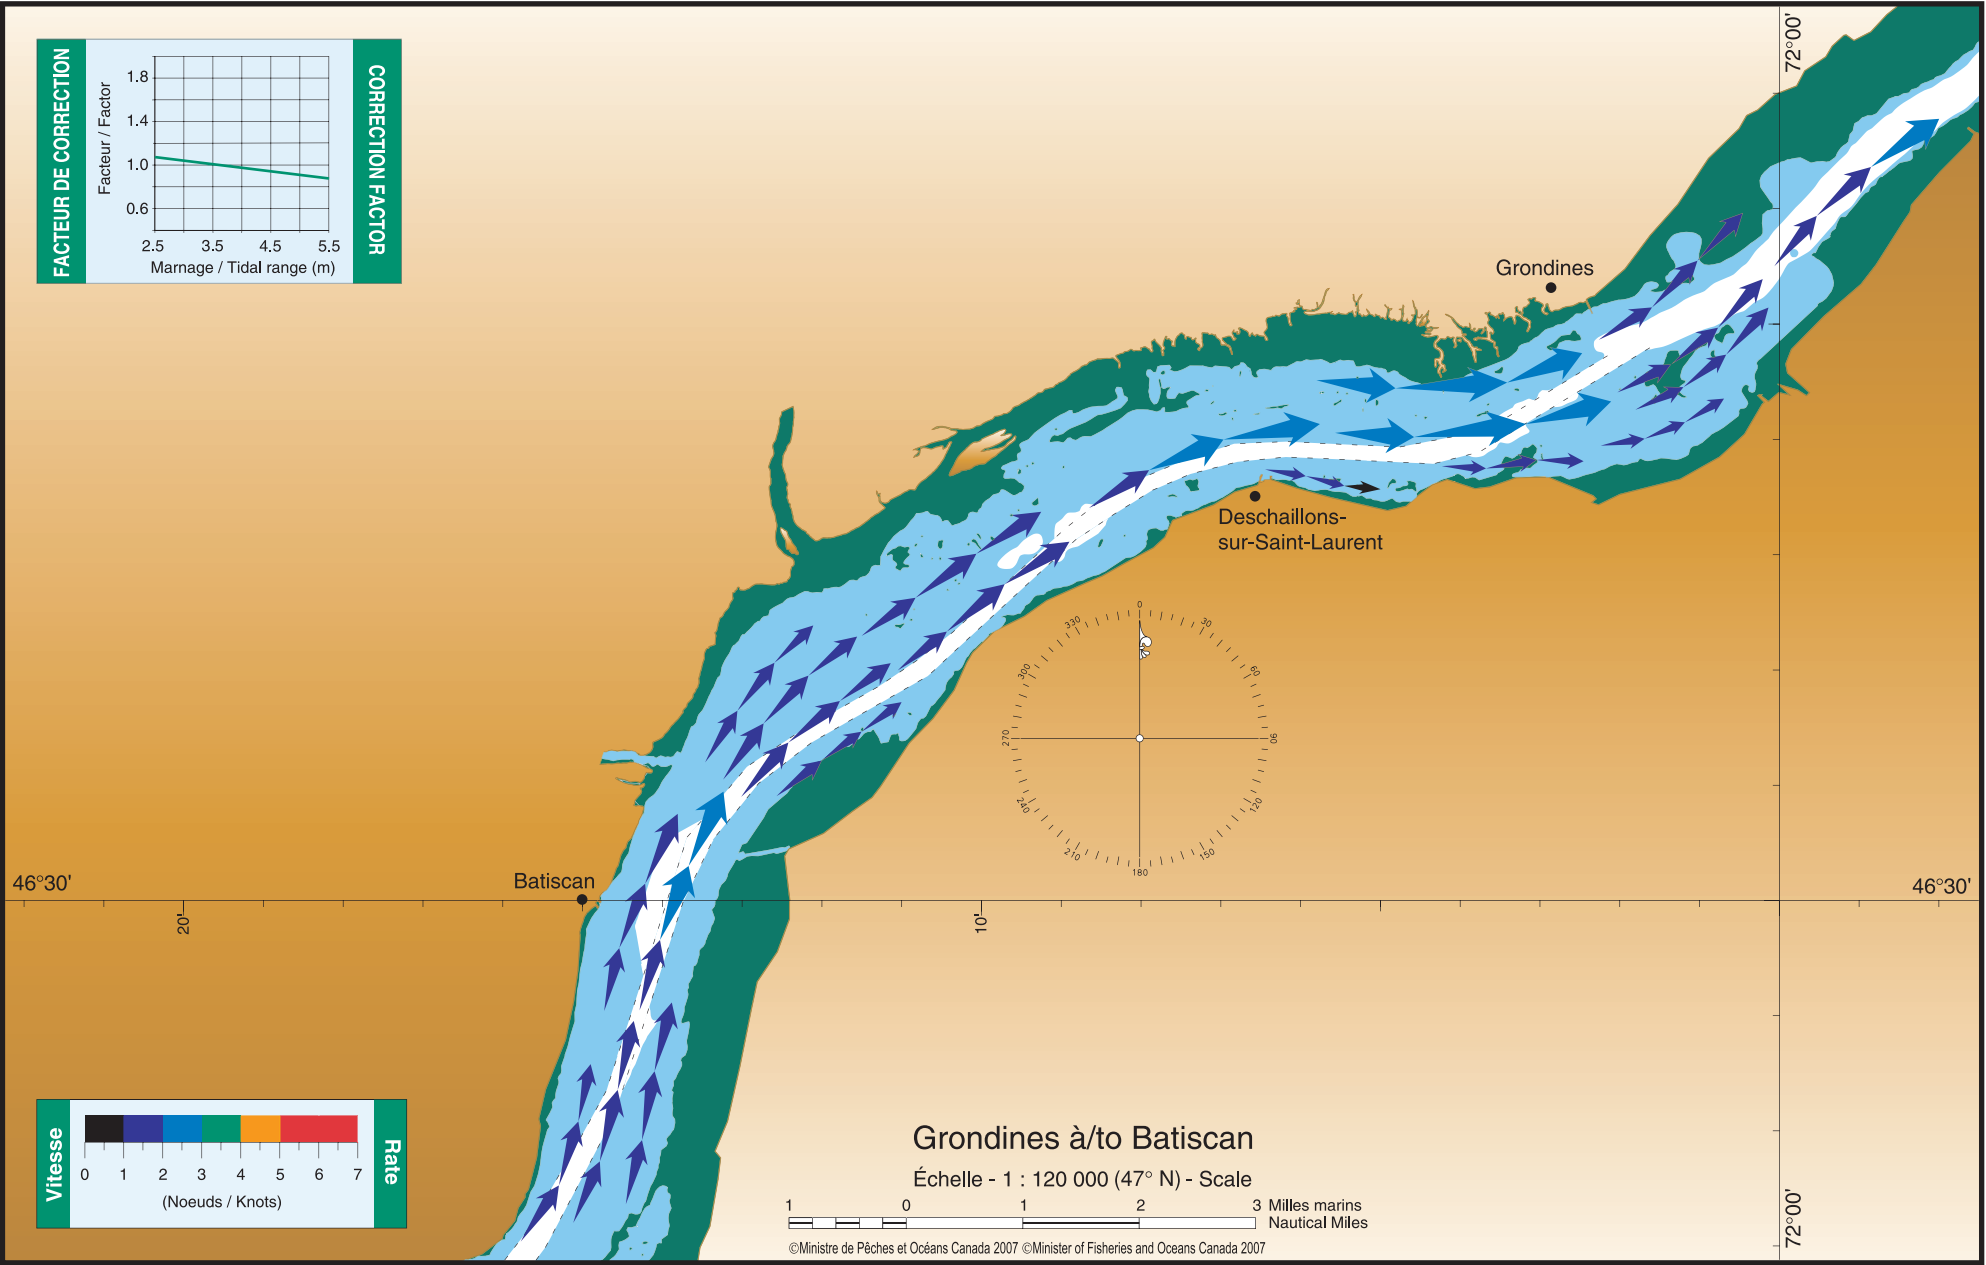 FACTEUR DE CORRECTION
Facteur / Factor
1.8
1.4
1.0
0.6
2.5 3.5 4.5 5.5
Marnage / Tidal range (m)
CORRECTION FACTOR
72°00'
Grondines
Deschaillons-
sur-Saint-Laurent
0
30
60
90
120
150
180
210
240
270
300
330
46°30'
Batiscan
46°30'
20'
10'
Vitesse
0 1 2 3 4 5 6 7
(Noeuds / Knots)
Rate
Grondines à/to Batiscan
Échelle - 1 : 120 000 (47° N) - Scale
1 0 1 2 3 Milles marins
Nautical Miles
©Ministre de Pêches et Océans Canada 2007 ©Minister of Fisheries and Oceans Canada 2007
72°00'